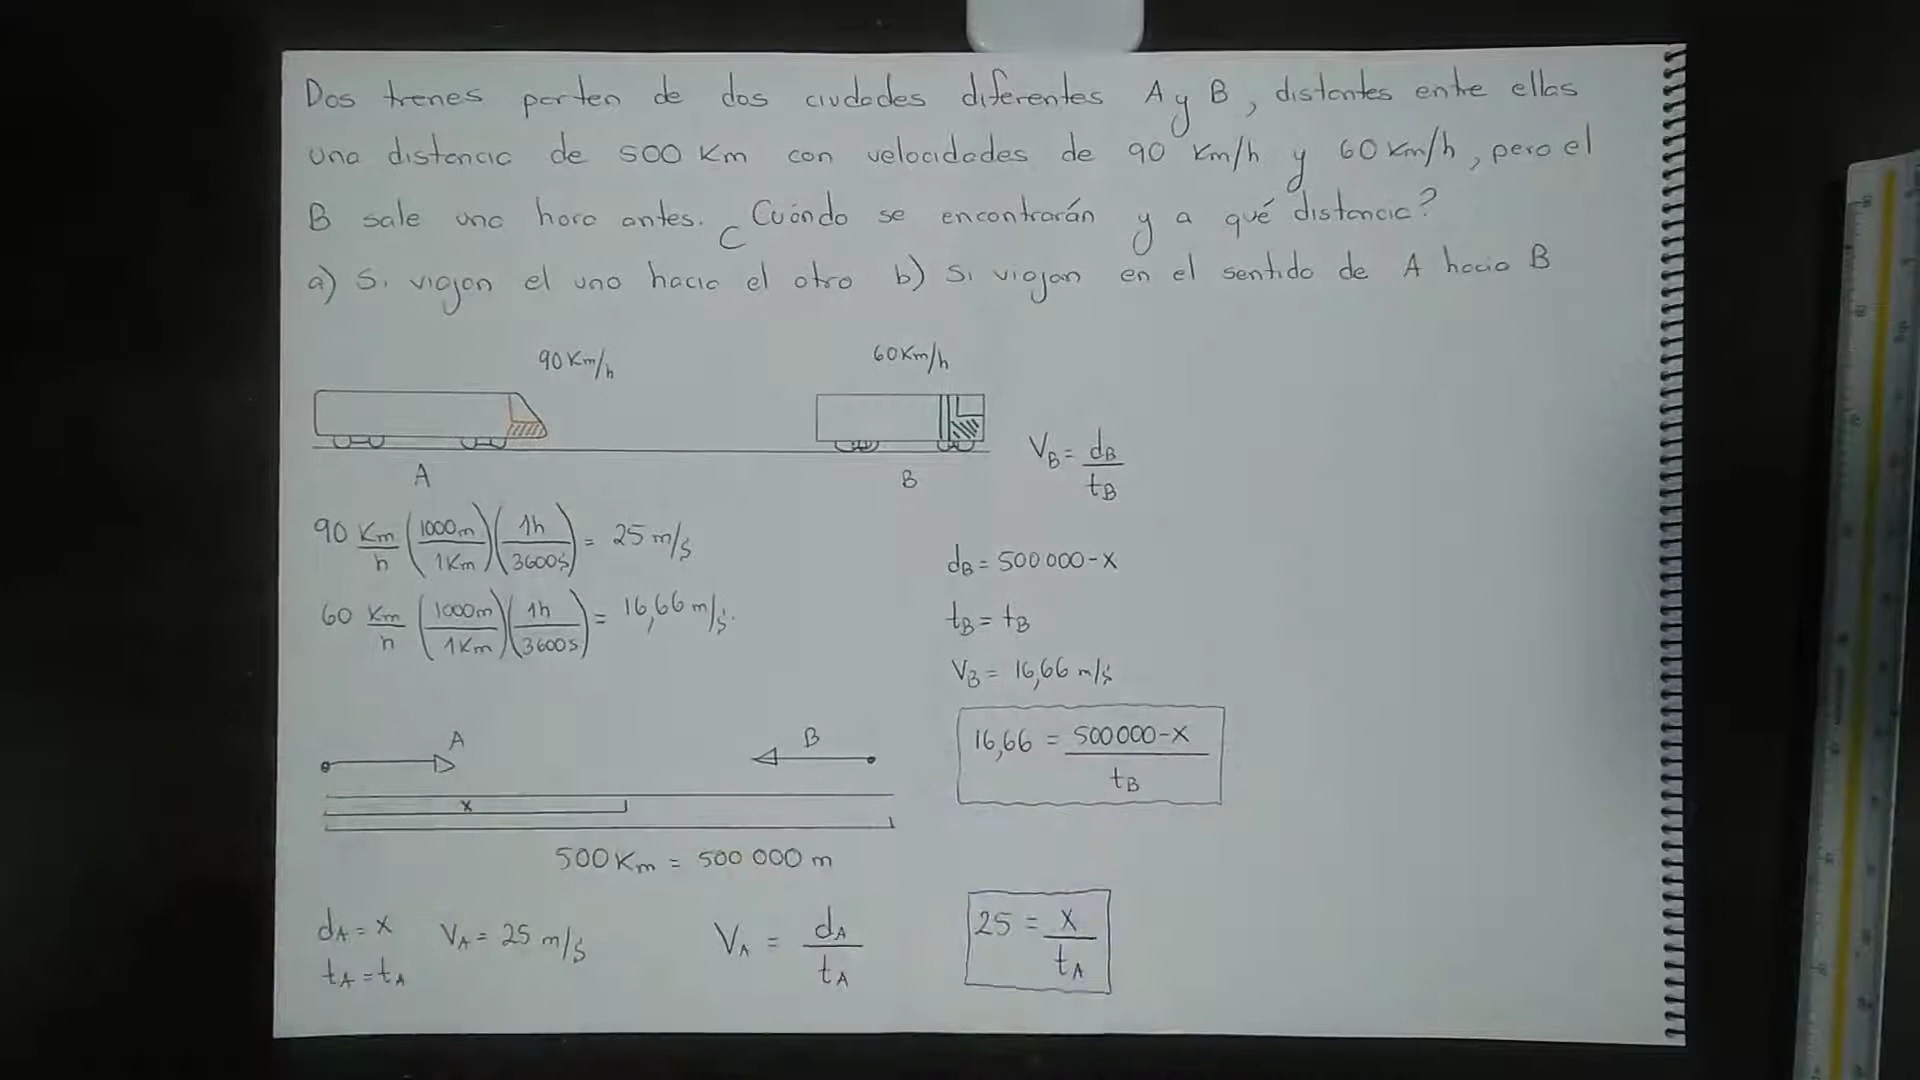 Dos trenes parten de dos ciudades diferentes A y B, distantes entre ellas
una distancia de 500 Km con velocidades de 90 Km/h y 60 Km/h, pero el
B sale una hora antes. ¿Cuándo se encontrarán y a qué distancia?
a) Si viajan el uno hacia el otro b) Si viajan en el sentido de A hacia B
90 Km/h
60 Km/h
A
B
V_B = d_B / t_B
90 Km/h (1000m / 1Km)(1h / 3600s) = 25 m/s
60 Km/h (1000m / 1Km)(1h / 3600s) = 16,66 m/s.
d_B = 500 000 - x
t_B = t_B
V_B = 16,66 m/s
16,66 = 500 000 - x / t_B
A
B
x
500 Km = 500 000 m
d_A = x
V_A = 25 m/s
t_A = t_A
V_A = d_A / t_A
25 = x / t_A